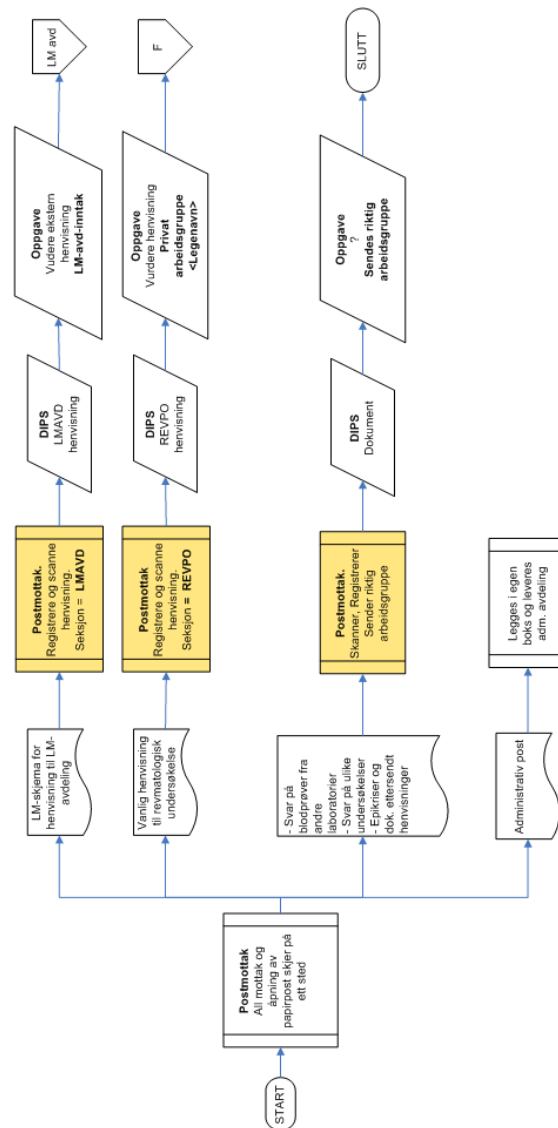 START
Postmottak
All mottak og
åpning av
papirpost skjer på
ett sted
LM-skjema for
henvisning til LM-
avdeling
Postmottak.
Registrere og scanne
henvisning.
Seksjon = LMAVD
DIPS
LMAVD
henvisning
Oppgave
Vudere ekstern
henvisning
LM-avd-inntak
LM avd
Vanlig henvisning
til revmatologisk
undersøkelse
Postmottak
Registrere og scanne
henvisning.
Seksjon = REVPO
DIPS
REVPO
henvisning
Oppgave
Vurdere henvisning
Privat
arbeidsgruppe
<Legenavn>
F
- Svar på
blodprøver fra
andre
laboratorier
- Svar på ulike
undersøkelser
- Epikriser og
dok. ettersendt
henvisninger
Postmottak.
Skanner, Registrerer
Sender riktig
arbeidsgruppe
DIPS
Dokument
Oppgave
?
Sendes riktig
arbeidsgruppe
SLUTT
Administrativ post
Legges i egen
boks og leveres
adm. avdeling